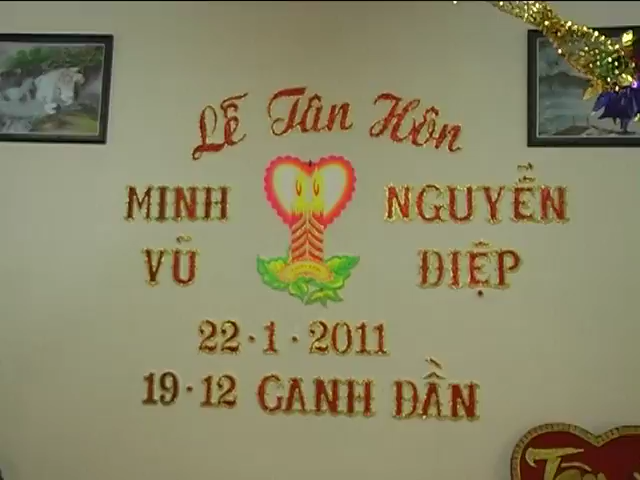 Lễ Tân Hôn
MINH NGUYỄN
VŨ DIỆP
22·1·2011
19·12 CANH DẦN